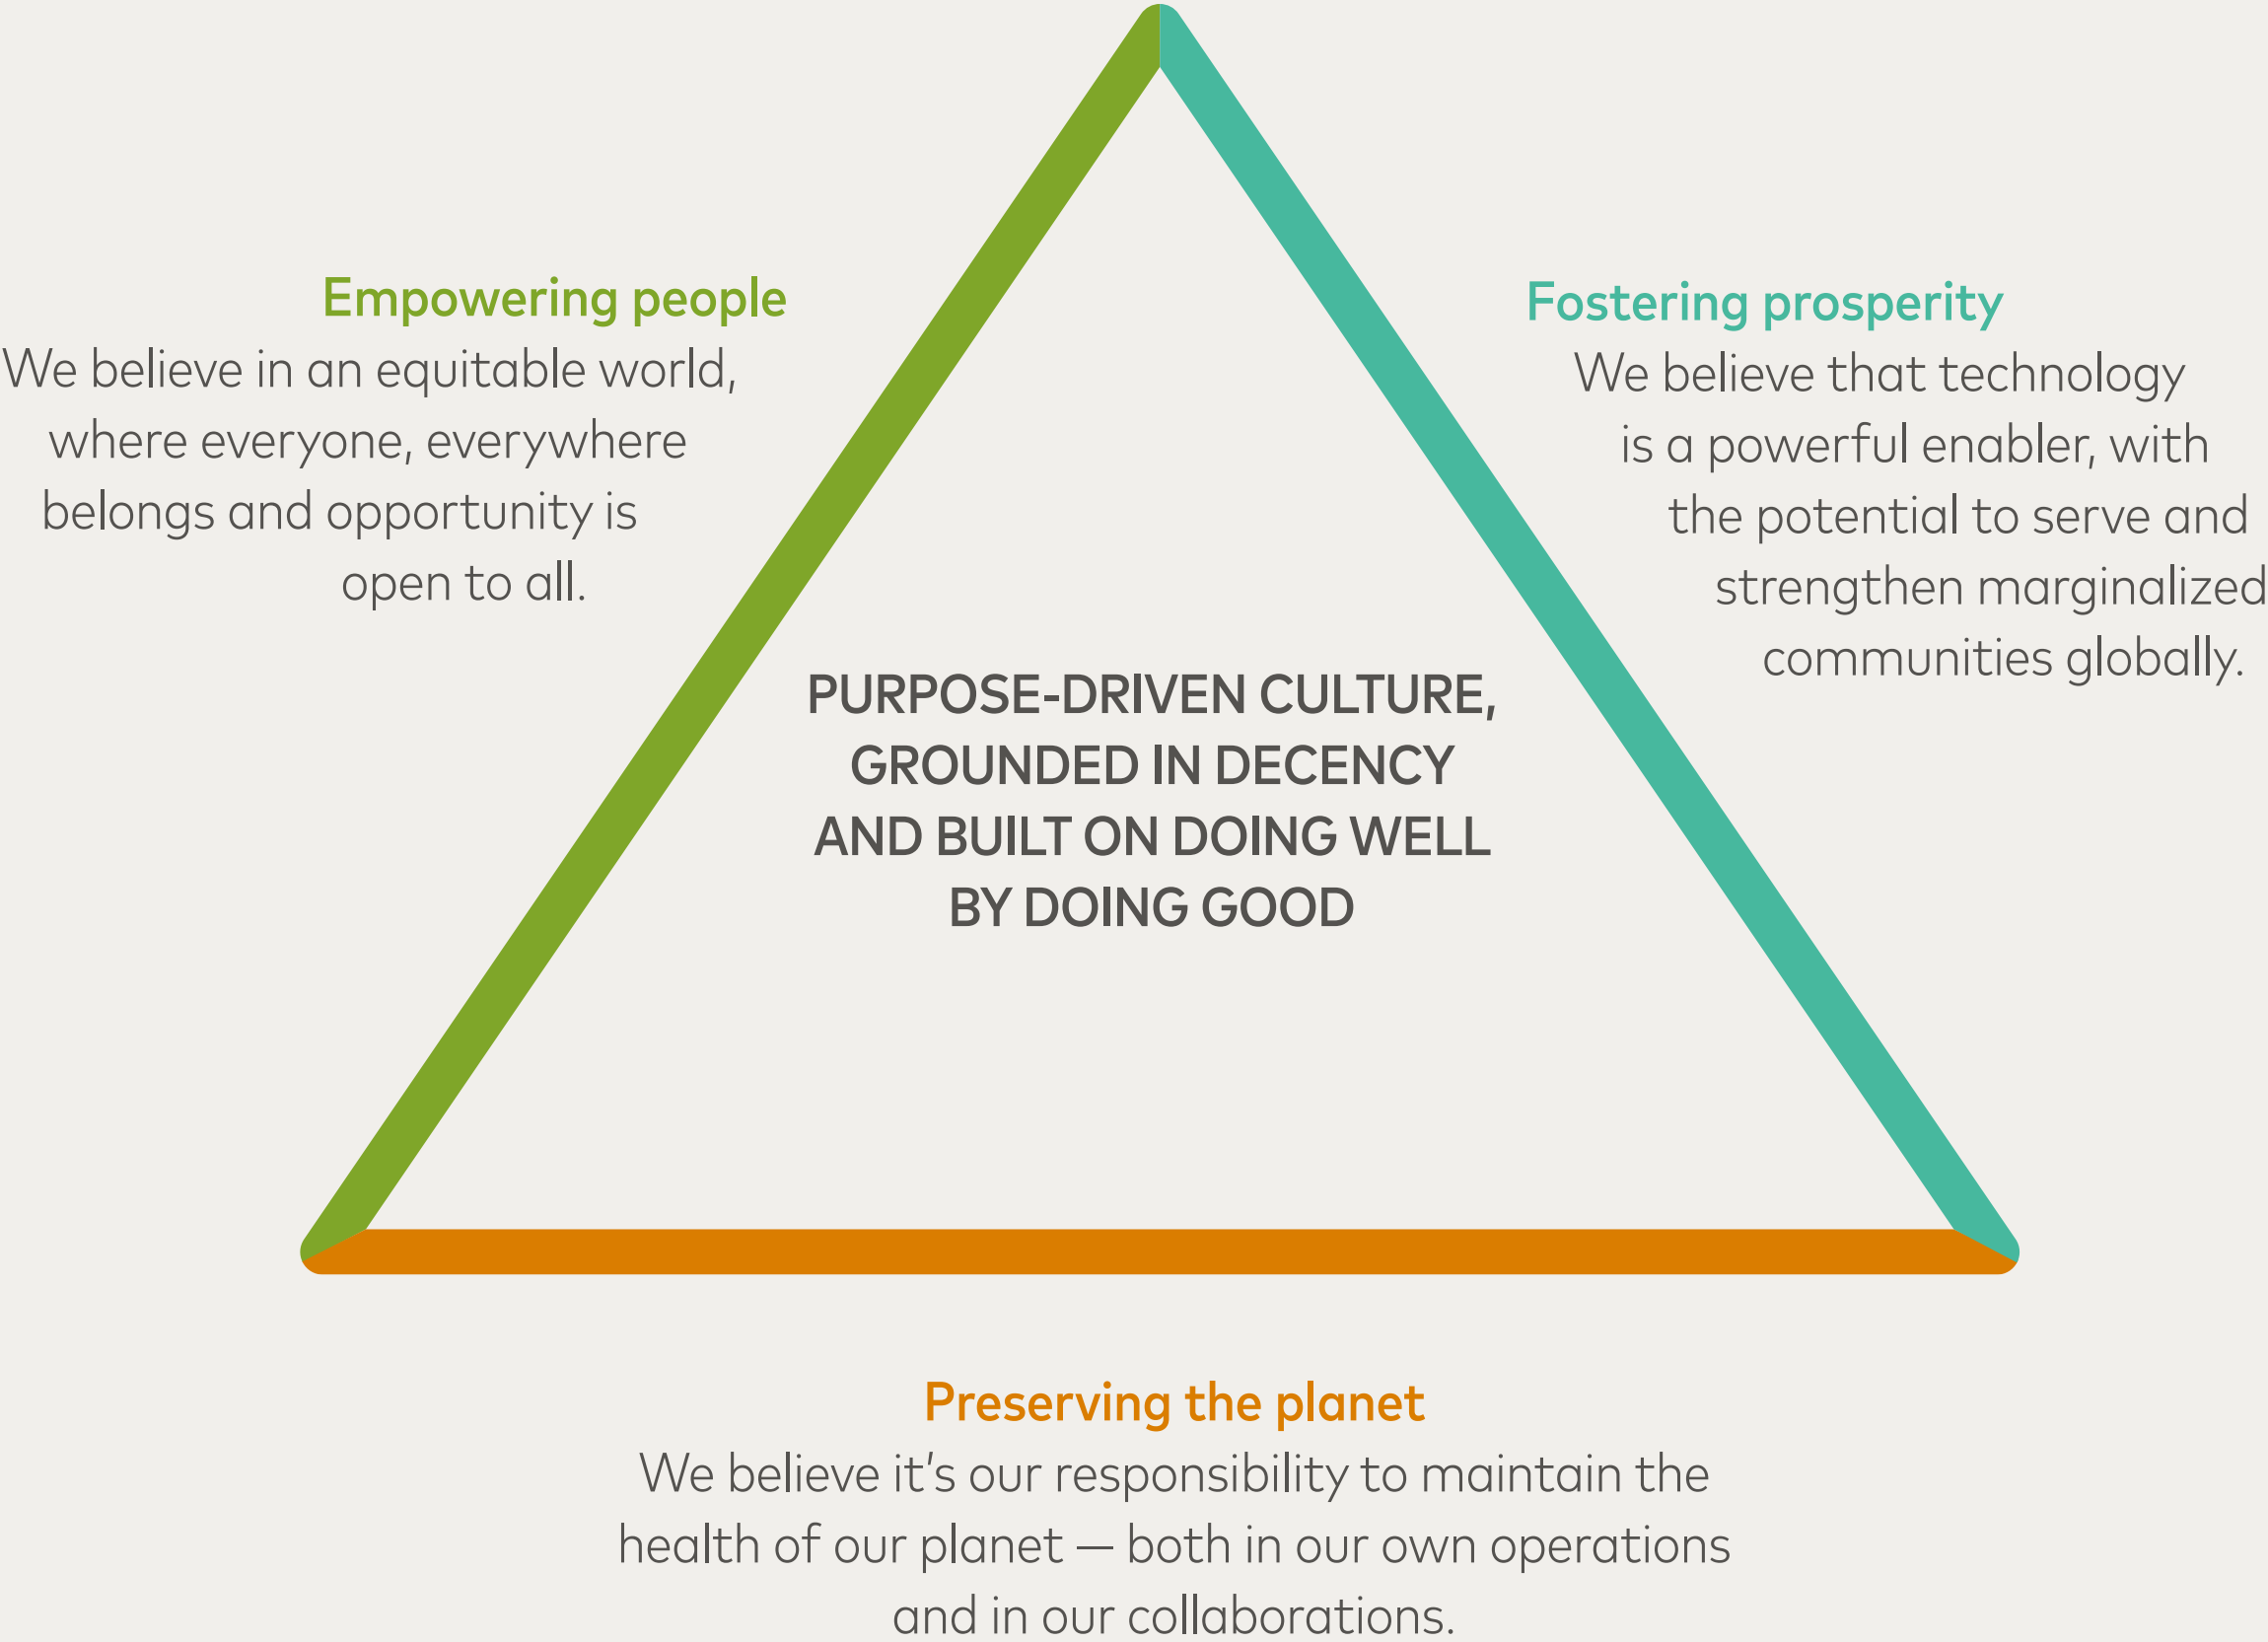 Empowering people
We believe in an equitable world,
where everyone, everywhere
belongs and opportunity is
open to all.
Fostering prosperity
We believe that technology
is a powerful enabler, with
the potential to serve and
strengthen marginalized
communities globally.
PURPOSE-DRIVEN CULTURE,
GROUNDED IN DECENCY
AND BUILT ON DOING WELL
BY DOING GOOD
Preserving the planet
We believe it’s our responsibility to maintain the
health of our planet — both in our own operations
and in our collaborations.